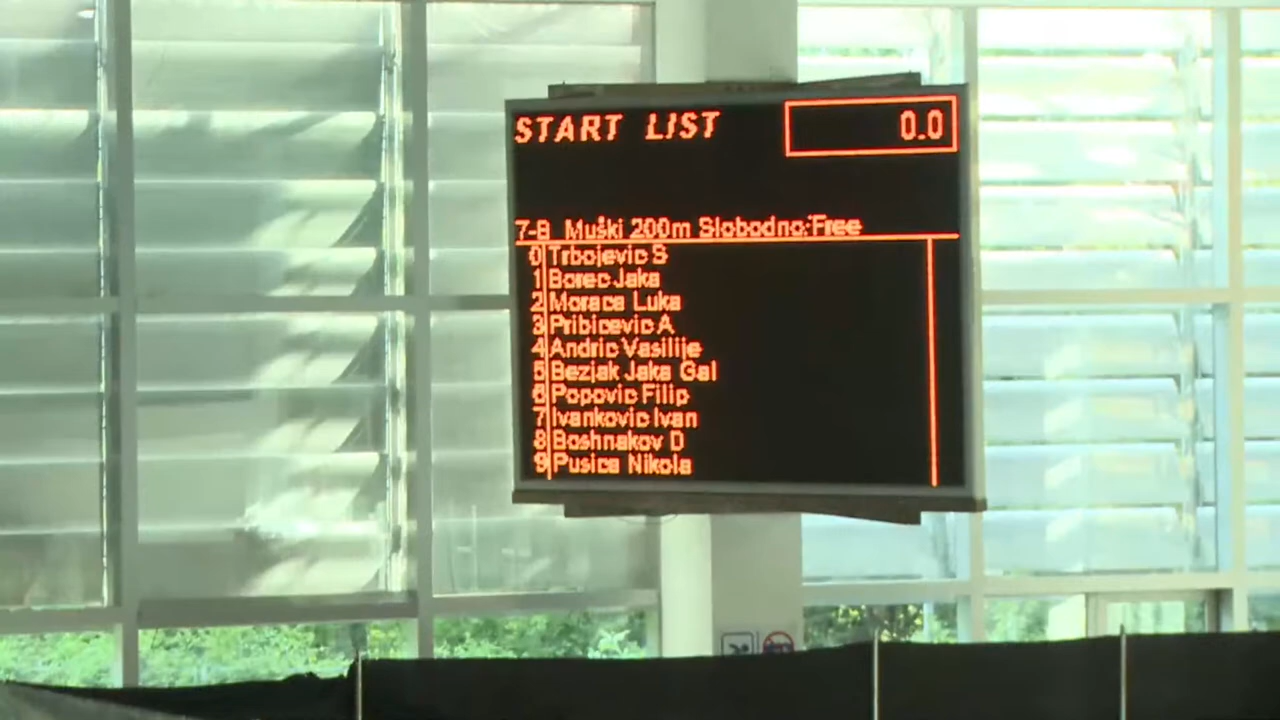 START LIST 0.0
7-8 Muški 200m Slobodno/Free
0 Trbojevic S
1 Borec Jaka
2 Moraca Luka
3 Pribicevic A
4 Andric Vasilije
5 Bezjak Jaka Gal
6 Popovic Filip
7 Ivankovic Ivan
8 Boshnakov D
9 Pusica Nikola